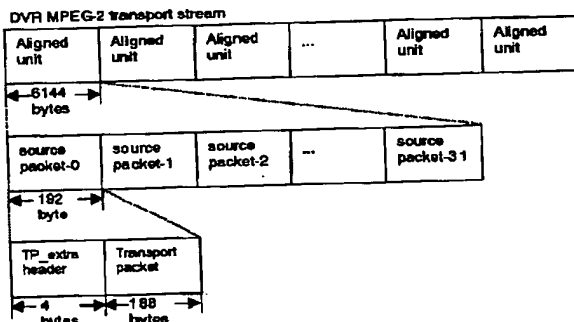 DVR MPEG-2 transport stream
Aligned unit
Aligned unit
Aligned unit
...
Aligned unit
Aligned unit
6144 bytes
source packet-0
source packet-1
source packet-2
...
source packet-31
192 byte
TP_extra header
Transport packet
4 bytes
188 bytes